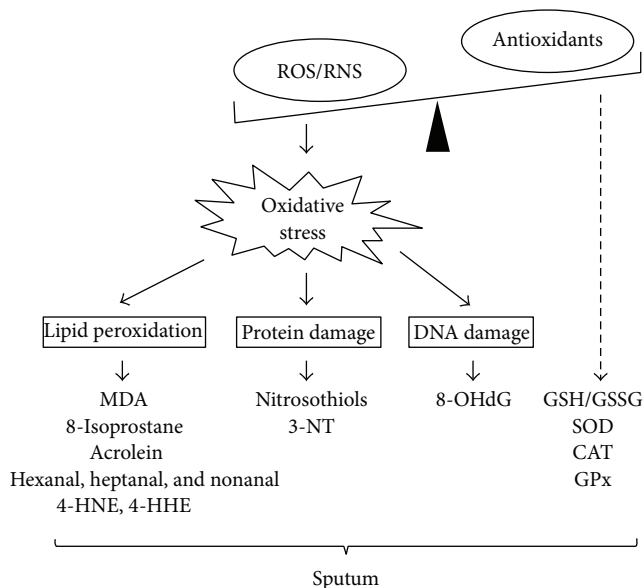 Antioxidants
ROS/RNS
Oxidative
stress
Lipid peroxidation
Protein damage
DNA damage
MDA
8-Isoprostane
Acrolein
Hexanal, heptanal, and nonanal
4-HNE, 4-HHE
Nitrosothiols
3-NT
8-OHdG
GSH/GSSG
SOD
CAT
GPx
Sputum